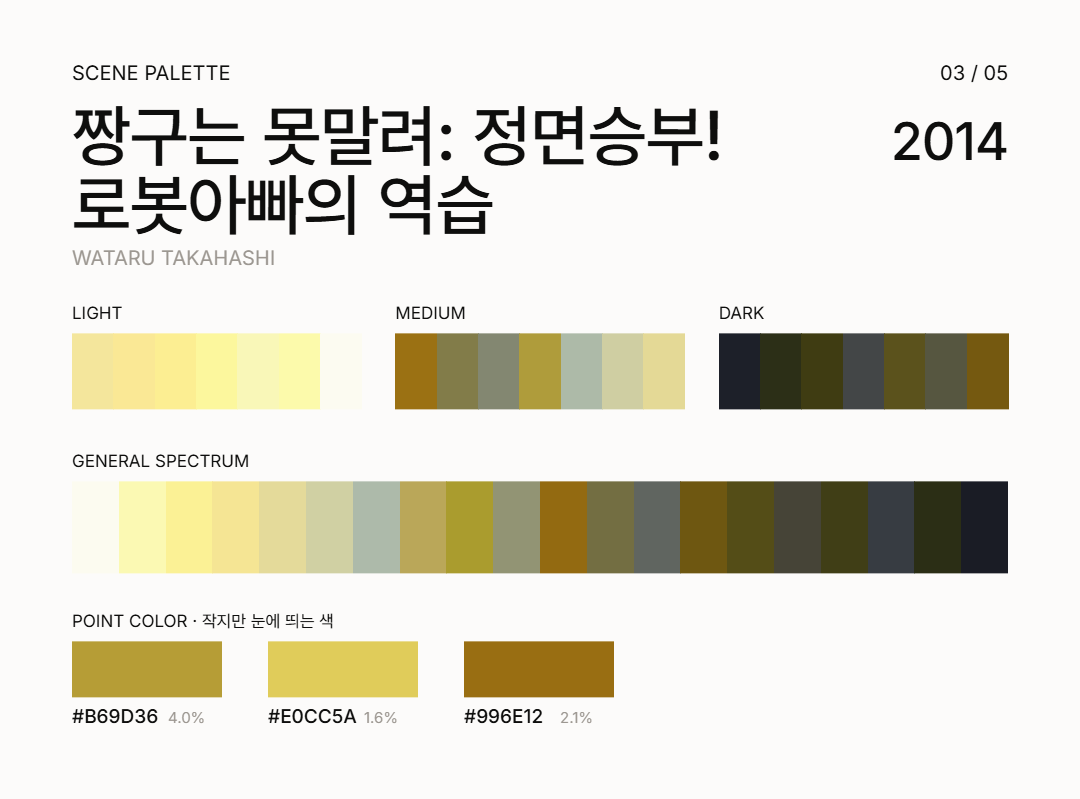 SCENE PALETTE
03 / 05
짱구는 못말려: 정면승부!
로봇아빠의 역습
2014
WATARU TAKAHASHI
LIGHT
MEDIUM
DARK
GENERAL SPECTRUM
POINT COLOR · 작지만 눈에 띄는 색
#B69D36 4.0%
#E0CC5A 1.6%
#996E12 2.1%